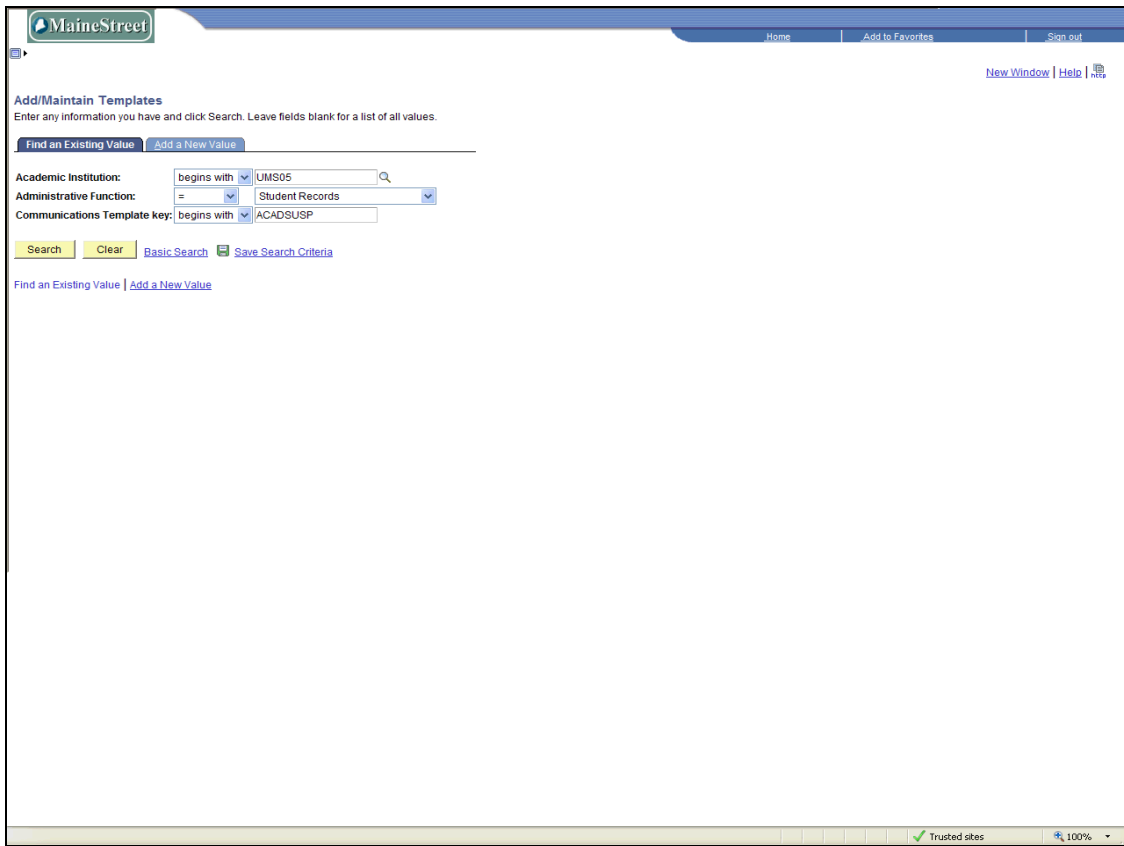 MaineStreet
Home Add to Favorites Sign out
New Window | Help | http
Add/Maintain Templates
Enter any information you have and click Search. Leave fields blank for a list of all values.
Find an Existing Value Add a New Value
Academic Institution: begins with UMS05
Administrative Function: = Student Records
Communications Template key: begins with ACADSUSP
Search Clear Basic Search Save Search Criteria
Find an Existing Value | Add a New Value
Trusted sites 100%